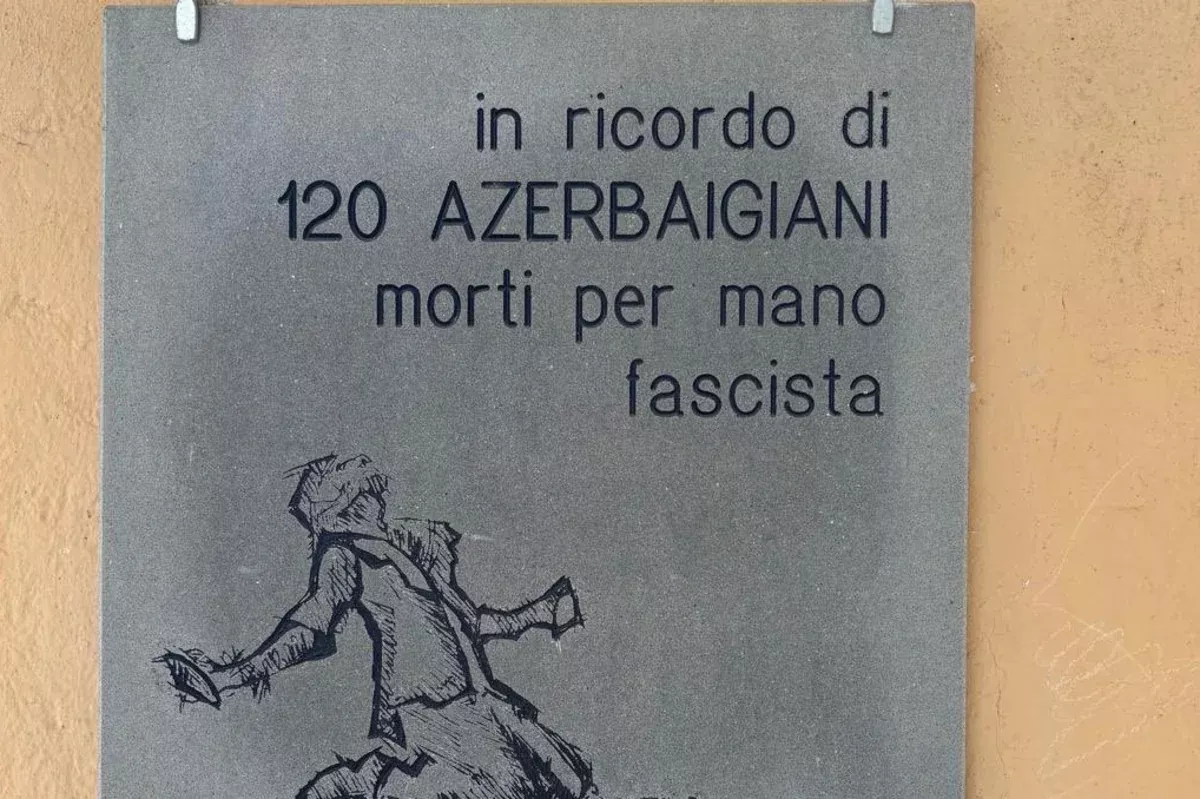 in ricordo di
120 AZERBAIGIANI
morti per mano
fascista